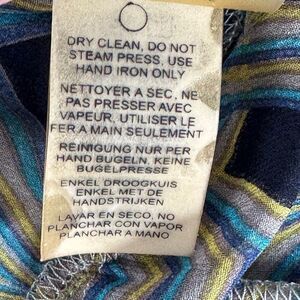 DRY CLEAN, DO NOT
STEAM PRESS, USE
HAND IRON ONLY
NETTOYER A SEC, NE
PAS PRESSER AVEC
VAPEUR, UTILISER LE
FER A MAIN SEULEMENT
REINIGUNG NUR PER
HAND BUGELN, KEINE
BUGELPRESSE
ENKEL DROOGKUIS
ENKEL MET DE
HANDSTRIJKEN
LAVAR EN SECO, NO
PLANCHAR CON VAPOR
PLANCHAR A MANO